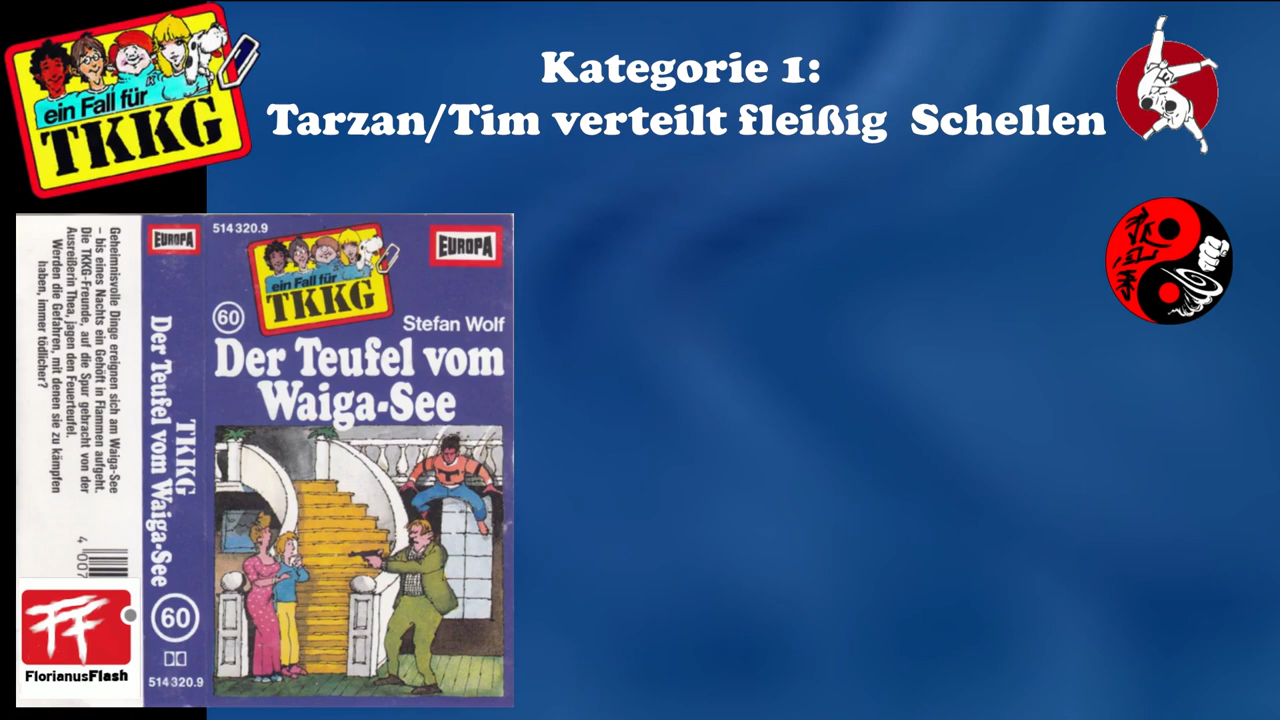 ein Fall für
TKKG
Kategorie 1:
Tarzan/Tim verteilt fleißig Schellen
Geheimnisvolle Dinge ereignen sich am Waiga-See
– bis eines Nachts ein Gehöft in Flammen aufgeht.
Die TKKG-Freunde, auf die Spur gebracht von der
Ausreißerin Thea, jagen den Feuerteufel.
Werden die Gefahren, mit denen sie zu kämpfen
haben, immer tödlicher?
4 007
FlorianusFlash
EUROPA
TKKG
Der Teufel vom Waiga-See
60
514 320.9
514 320.9
ein Fall für
TKKG
EUROPA
60
Stefan Wolf
Der Teufel vom
Waiga-See
T